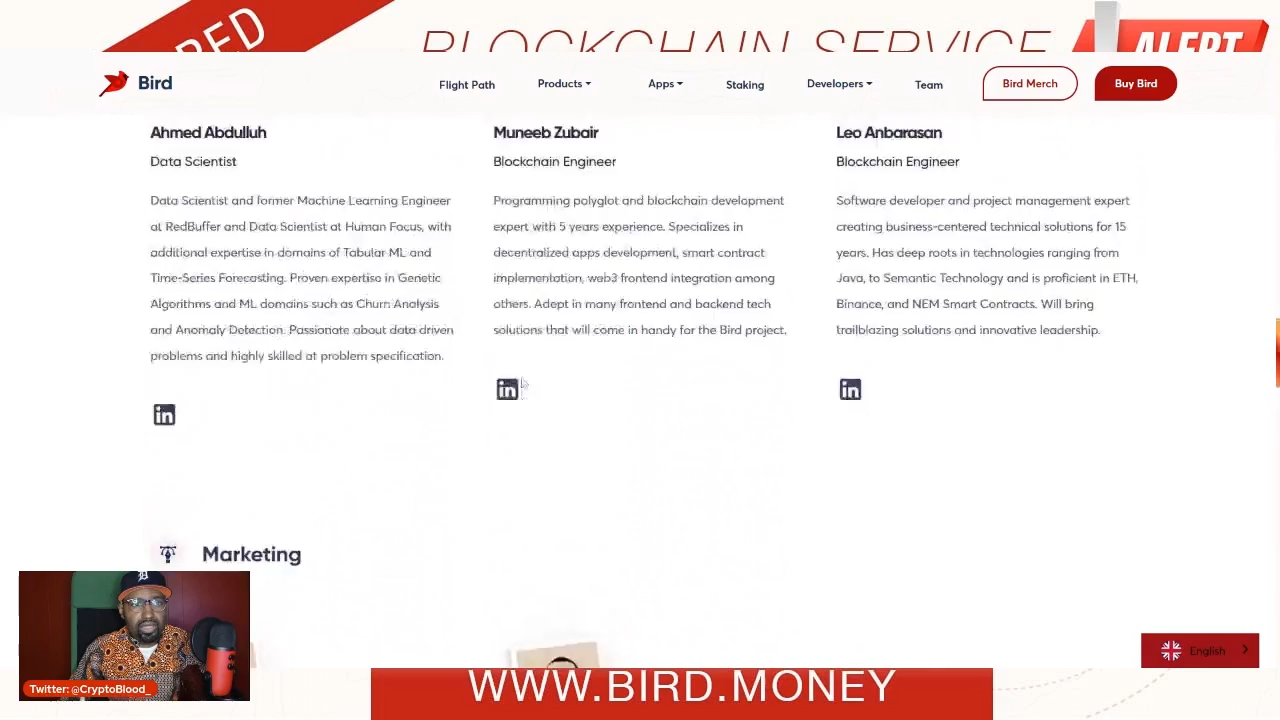 RED
BLOCKCHAIN SERVICE
ALERT
Bird
Flight Path
Products
Apps
Staking
Developers
Team
Bird Merch
Buy Bird
Ahmed Abdulluh
Data Scientist
Data Scientist and former Machine Learning Engineer
at RedBuffer and Data Scientist at Human Focus, with
additional expertise in domains of Tabular ML and
Time-Series Forecasting. Proven expertise in Genetic
Algorithms and ML domains such as Churn Analysis
and Anomaly Detection. Passionate about data driven
problems and highly skilled at problem specification.
in
Muneeb Zubair
Blockchain Engineer
Programming polyglot and blockchain development
expert with 5 years experience. Specializes in
decentralized apps development, smart contract
implementation, web3 frontend integration among
others. Adept in many frontend and backend tech
solutions that will come in handy for the Bird project.
in
Leo Anbarasan
Blockchain Engineer
Software developer and project management expert
creating business-centered technical solutions for 15
years. Has deep roots in technologies ranging from
Java, to Semantic Technology and is proficient in ETH,
Binance, and NEM Smart Contracts. Will bring
trailblazing solutions and innovative leadership.
in
Marketing
English
Twitter: @CryptoBlood_
WWW.BIRD.MONEY